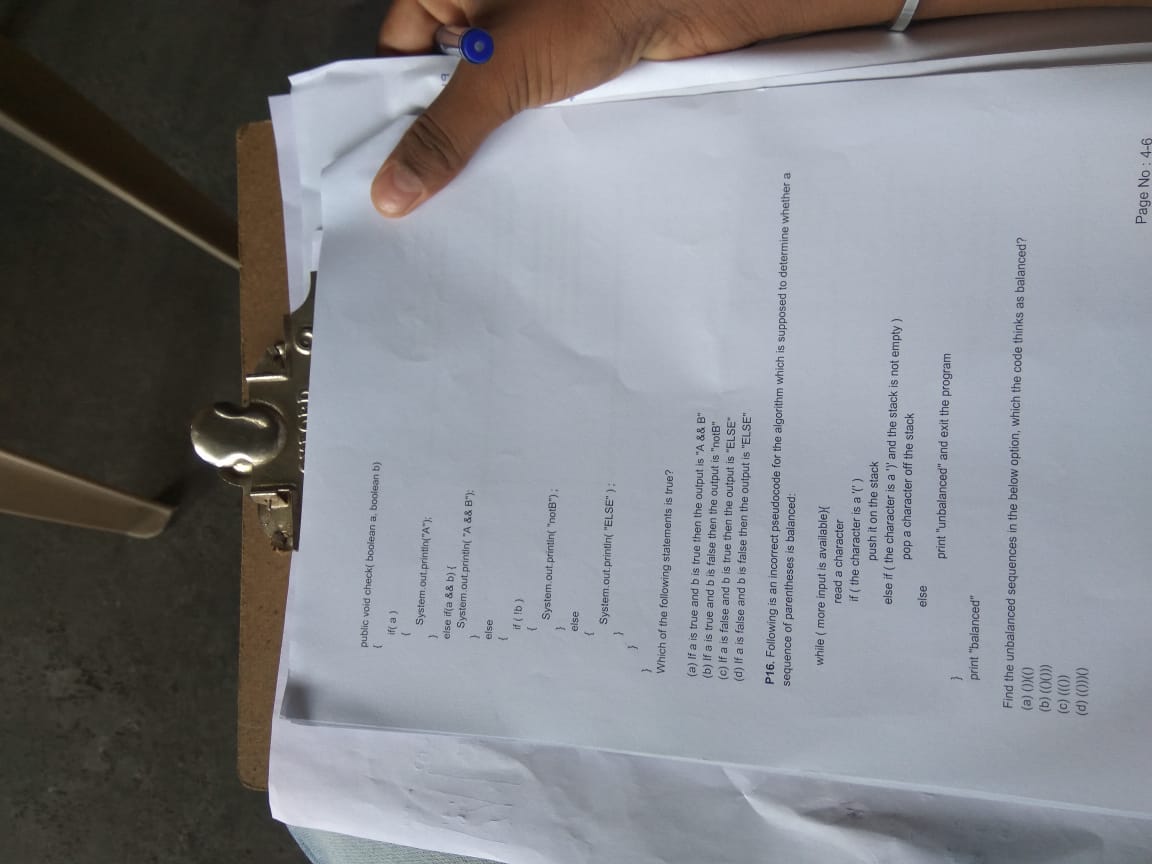 public void check( boolean a, boolean b)
{
if( a )
{
System.out.println("A");
}
else if(a && b) {
System.out.println( "A && B");
}
else
{
if ( !b )
{
System.out.println( "notB") ;
}
else
{
System.out.println( "ELSE" ) ;
}
}
}
Which of the following statements is true?
(a) If a is true and b is true then the output is "A && B"
(b) If a is true and b is false then the output is "notB"
(c) If a is false and b is true then the output is "ELSE"
(d) If a is false and b is false then the output is "ELSE"
P16. Following is an incorrect pseudocode for the algorithm which is supposed to determine whether a
sequence of parentheses is balanced:
while ( more input is available){
read a character
if ( the character is a '(' )
push it on the stack
else if ( the character is a ')' and the stack is not empty )
pop a character off the stack
else
print "unbalanced" and exit the program
}
print "balanced"
Find the unbalanced sequences in the below option, which the code thinks as balanced?
(a) ())(()
(b) (()())
(c) ((())
(d) (()))()
Page No : 4-6